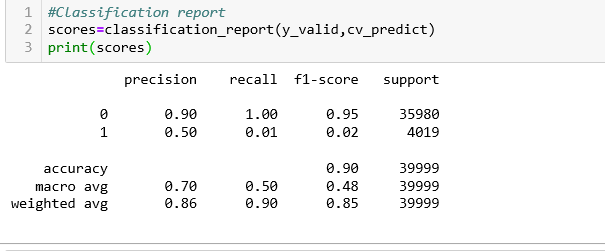 1 #Classification report
2 scores=classification_report(y_valid,cv_predict)
3 print(scores)
precision recall f1-score support
0 0.90 1.00 0.95 35980
1 0.50 0.01 0.02 4019
accuracy 0.90 39999
macro avg 0.70 0.50 0.48 39999
weighted avg 0.86 0.90 0.85 39999